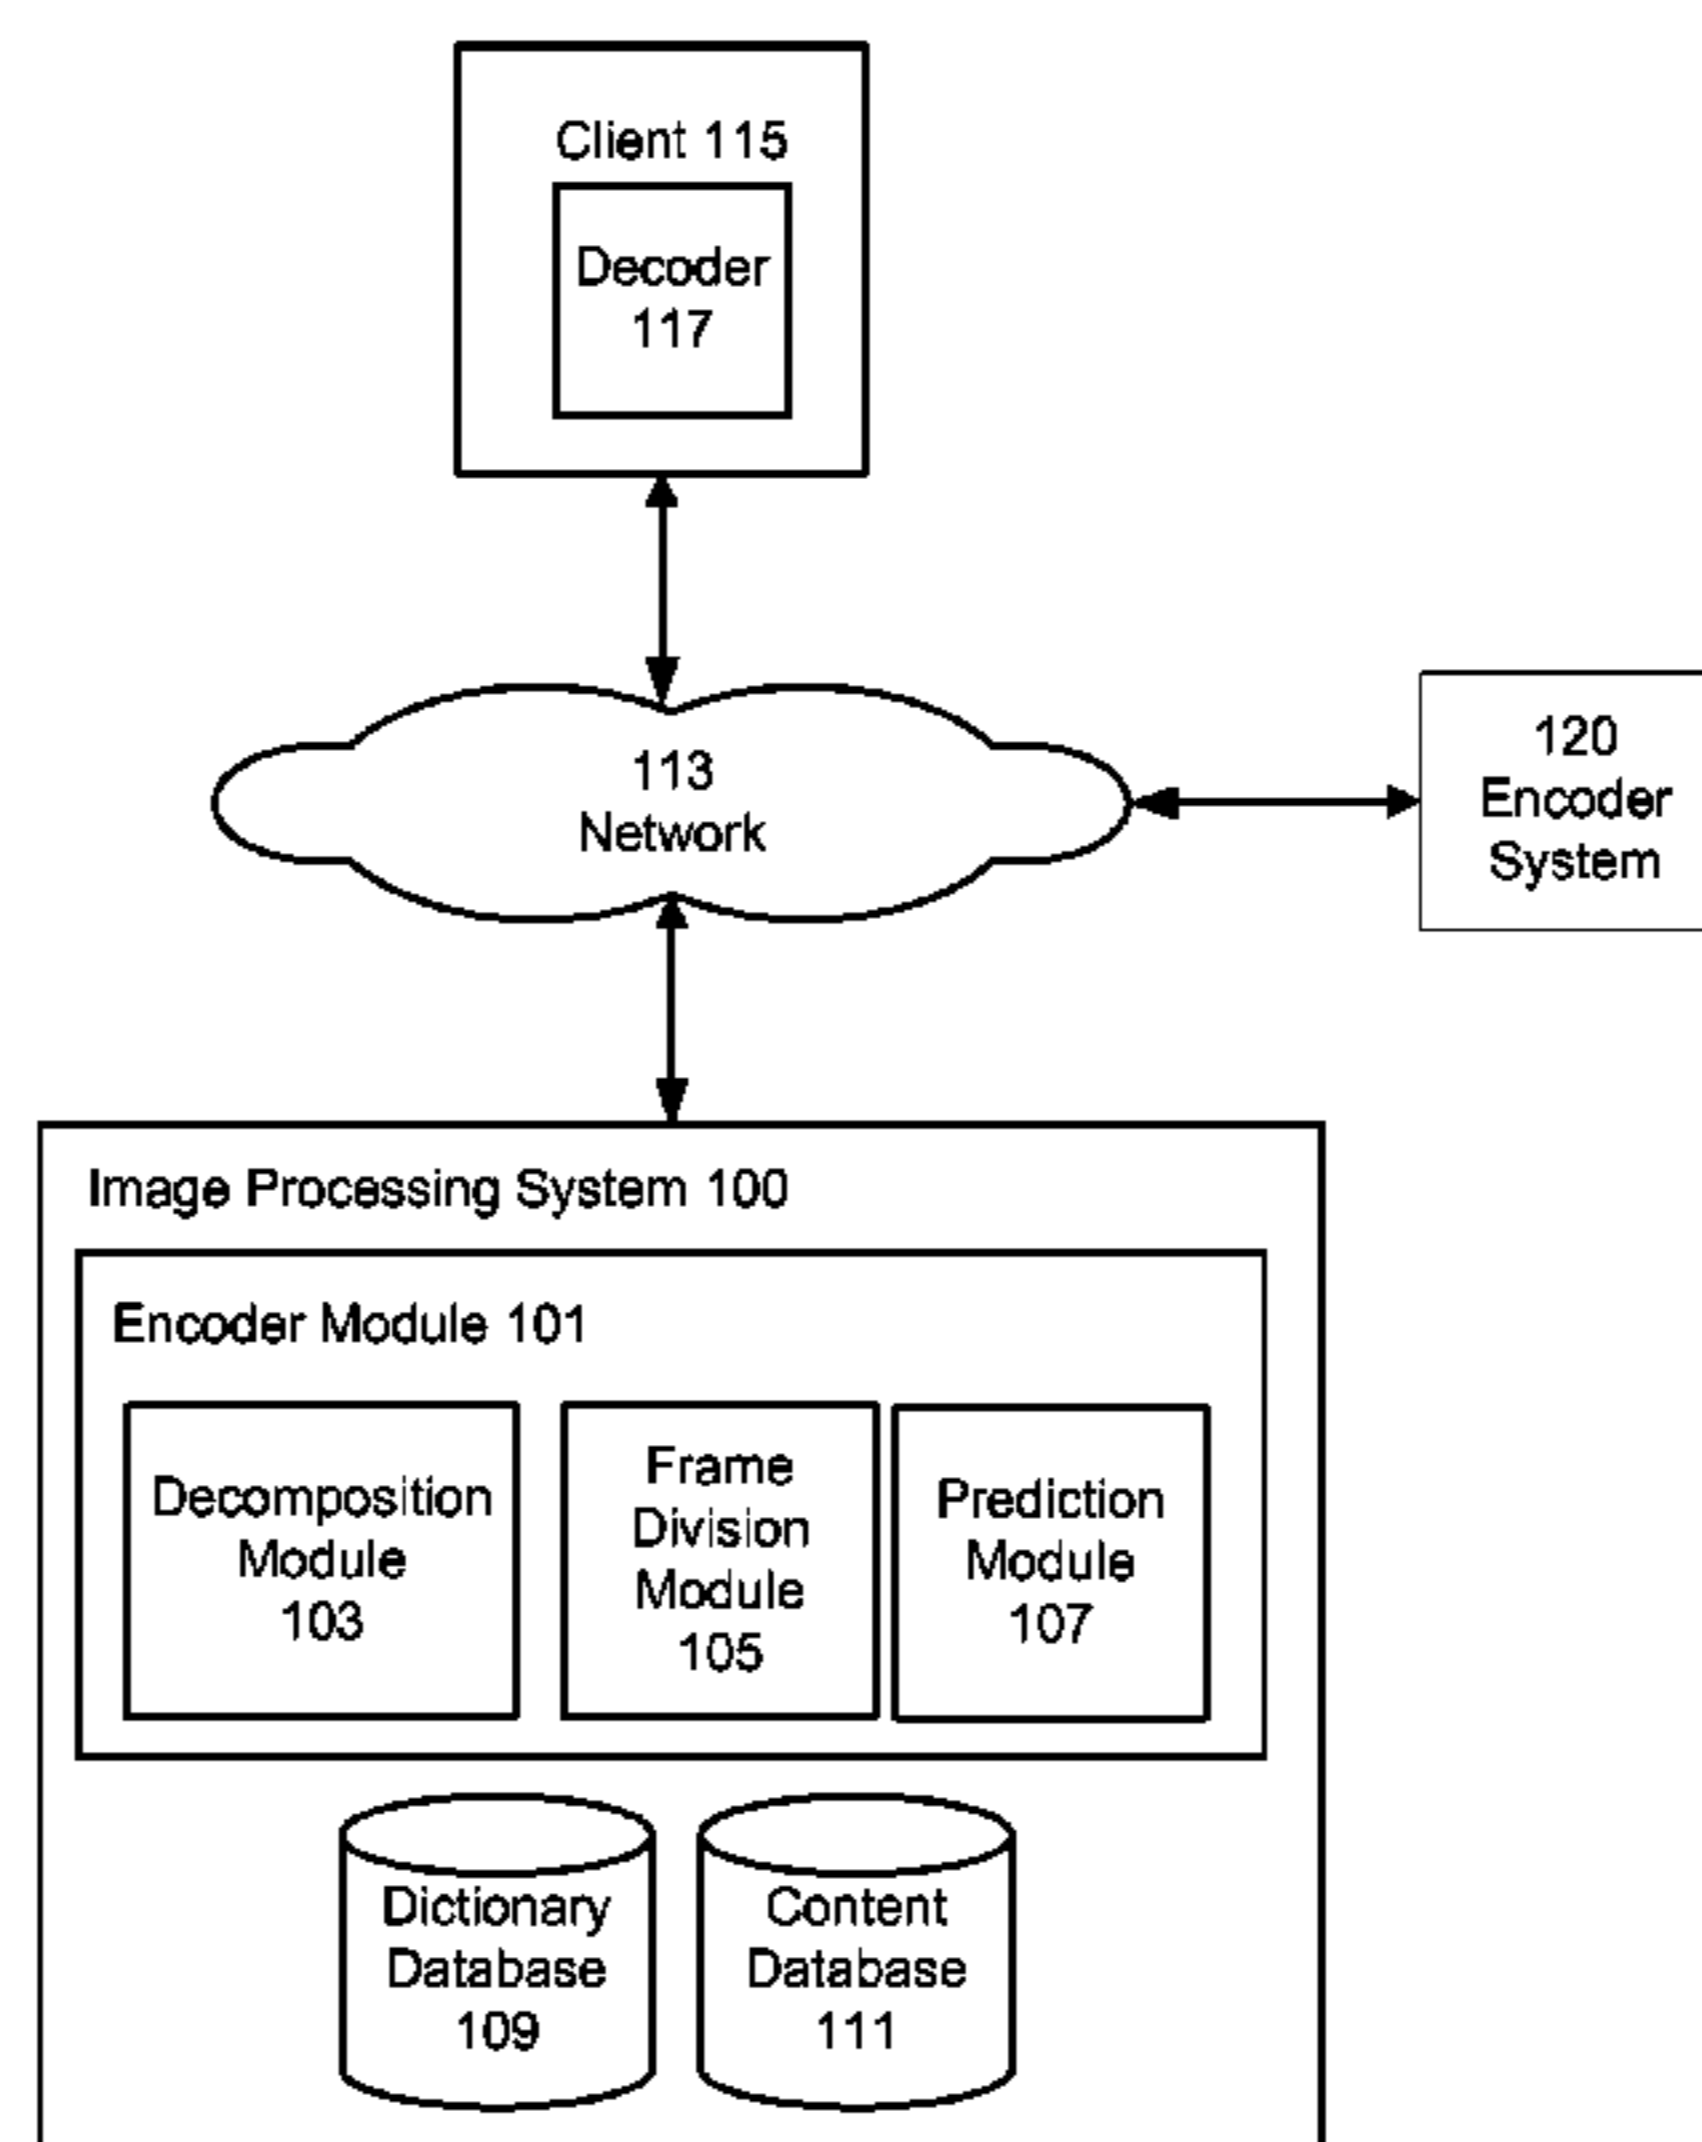 Client 115
Decoder
117
113
Network
120
Encoder
System
Image Processing System 100
Encoder Module 101
Decomposition
Module
103
Frame
Division
Module
105
Prediction
Module
107
Dictionary
Database
109
Content
Database
111